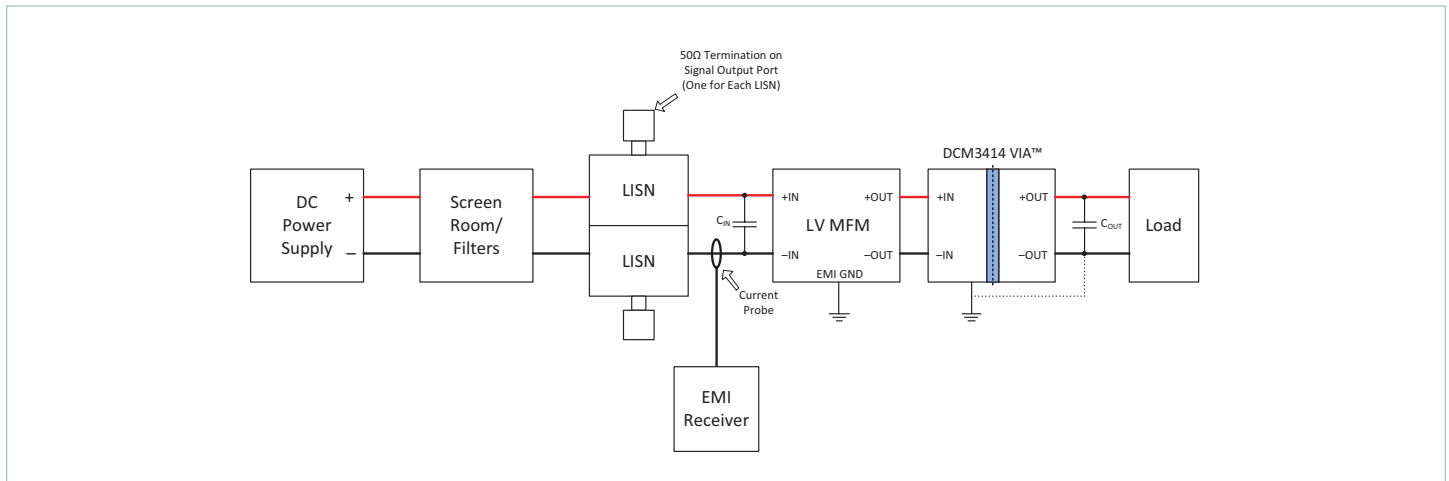 50Ω Termination on
Signal Output Port
(One for Each LISN)
DC
Power
Supply
+
–
Screen
Room/
Filters
LISN
LISN
CIN
Current
Probe
EMI
Receiver
+IN
+OUT
LV MFM
–IN
–OUT
EMI GND
DCM3414 VIA™
+IN
+OUT
–IN
–OUT
COUT
Load